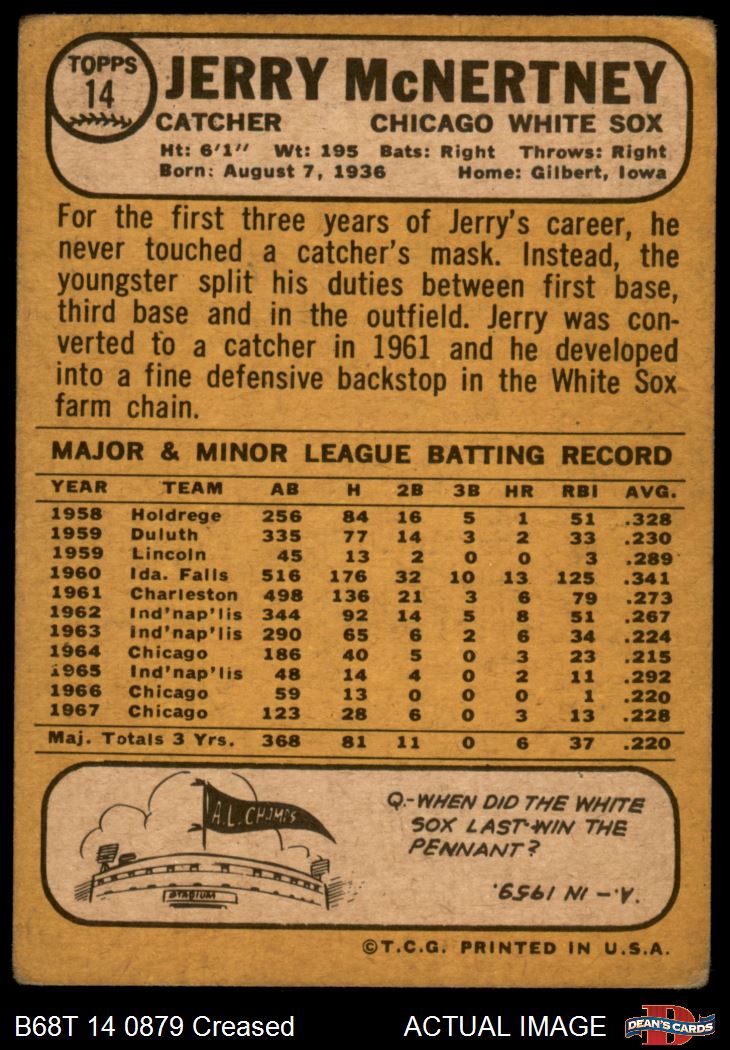 TOPPS
14
JERRY McNERTNEY
CATCHER CHICAGO WHITE SOX
Ht: 6'1" Wt: 195 Bats: Right Throws: Right
Born: August 7, 1936 Home: Gilbert, Iowa
For the first three years of Jerry's career, he
never touched a catcher's mask. Instead, the
youngster split his duties between first base,
third base and in the outfield. Jerry was con-
verted to a catcher in 1961 and he developed
into a fine defensive backstop in the White Sox
farm chain.
MAJOR & MINOR LEAGUE BATTING RECORD
YEAR TEAM AB H 2B 3B HR RBI AVG.
1958 Holdrege 256 84 16 5 1 51 .328
1959 Duluth 335 77 14 3 2 33 .230
1959 Lincoln 45 13 2 0 0 3 .289
1960 Ida. Falls 516 176 32 10 13 125 .341
1961 Charleston 498 136 21 3 6 79 .273
1962 Ind'nap'lis 344 92 14 5 8 51 .267
1963 Ind'nap'lis 290 65 6 2 6 34 .224
1964 Chicago 186 40 5 0 3 23 .215
1965 Ind'nap'lis 48 14 4 0 2 11 .292
1966 Chicago 59 13 0 0 0 1 .220
1967 Chicago 123 28 6 0 3 13 .228
Maj. Totals 3 Yrs. 368 81 11 0 6 37 .220
A.L. CHAMPS
STADIUM
Q.-WHEN DID THE WHITE
SOX LAST WIN THE
PENNANT?
A.-IN 1959.
©T.C.G. PRINTED IN U.S.A.
B68T 14 0879 Creased ACTUAL IMAGE
D
DEAN'S CARDS